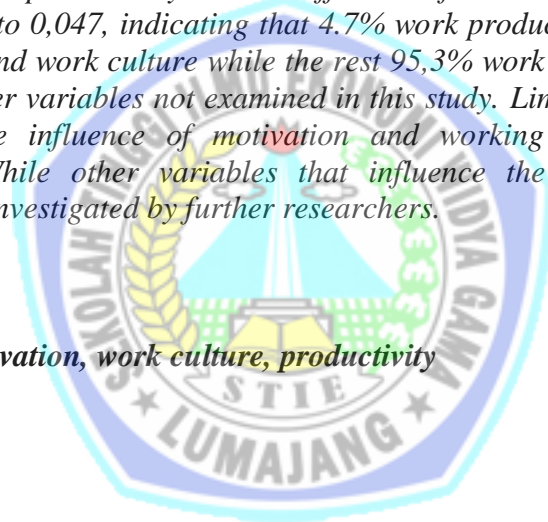 to 0,047, indicating that 4.7% work produc
nd work culture while the rest 95,3% work
er variables not examined in this study. Lim
e influence of motivation and working
While other variables that influence the
investigated by further researchers.
vation, work culture, productivity
SEKOLAH TINGGI ILMU EKONOMI WIDYA GAMA
STIE
LUMAJANG